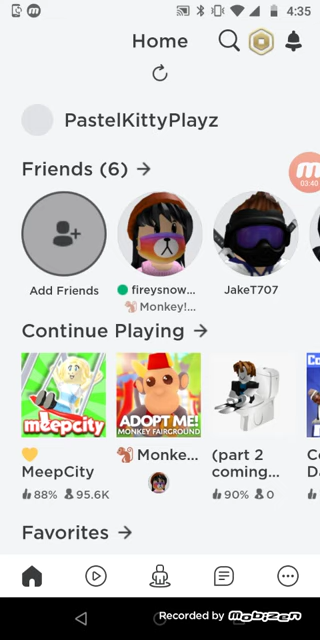 4:35
Home
PastelKittyPlayz
Friends (6) →
03:40
Add Friends
fireysnow...
JakeT707
Monkey!...
Continue Playing →
meepcity
ADOPT ME!
MONKEY FAIRGROUND
MeepCity
Monke...
(part 2
coming...
88% 95.6K
90% 0
Favorites →
Recorded by mobizen